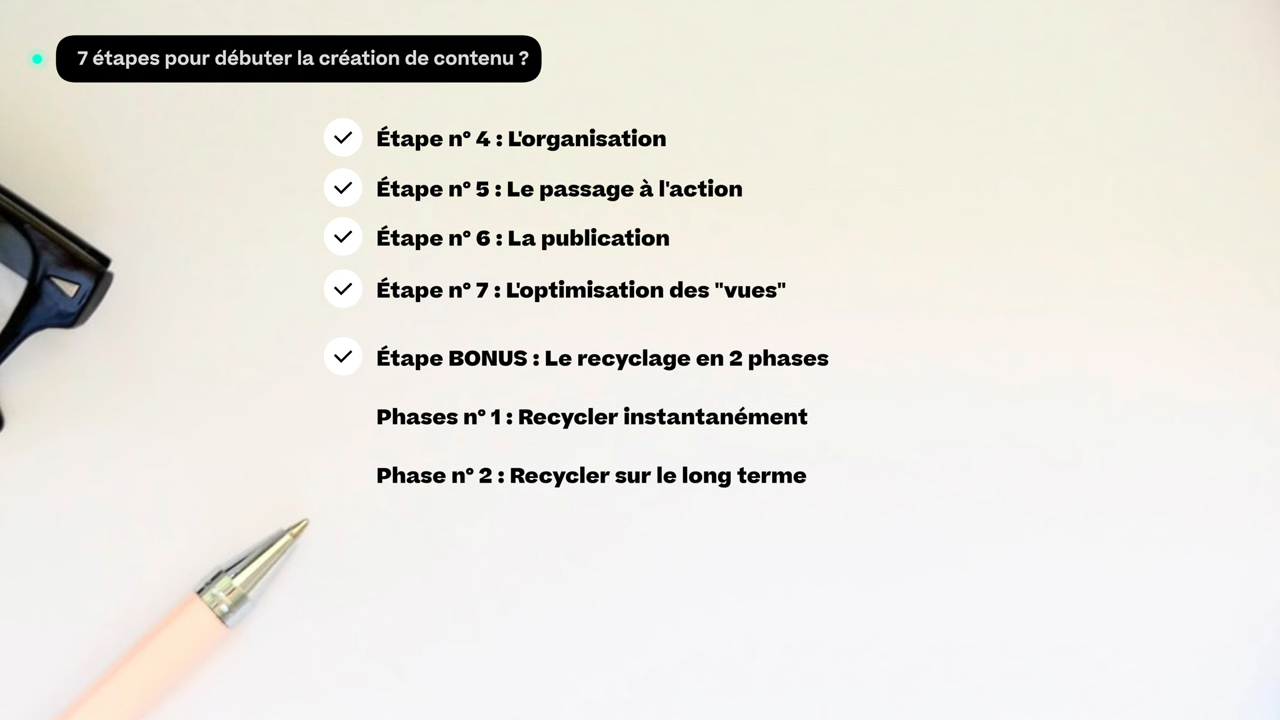 7 étapes pour débuter la création de contenu ?
Étape n° 4 : L'organisation
Étape n° 5 : Le passage à l'action
Étape n° 6 : La publication
Étape n° 7 : L'optimisation des "vues"
Étape BONUS : Le recyclage en 2 phases
Phases n° 1 : Recycler instantanément
Phase n° 2 : Recycler sur le long terme